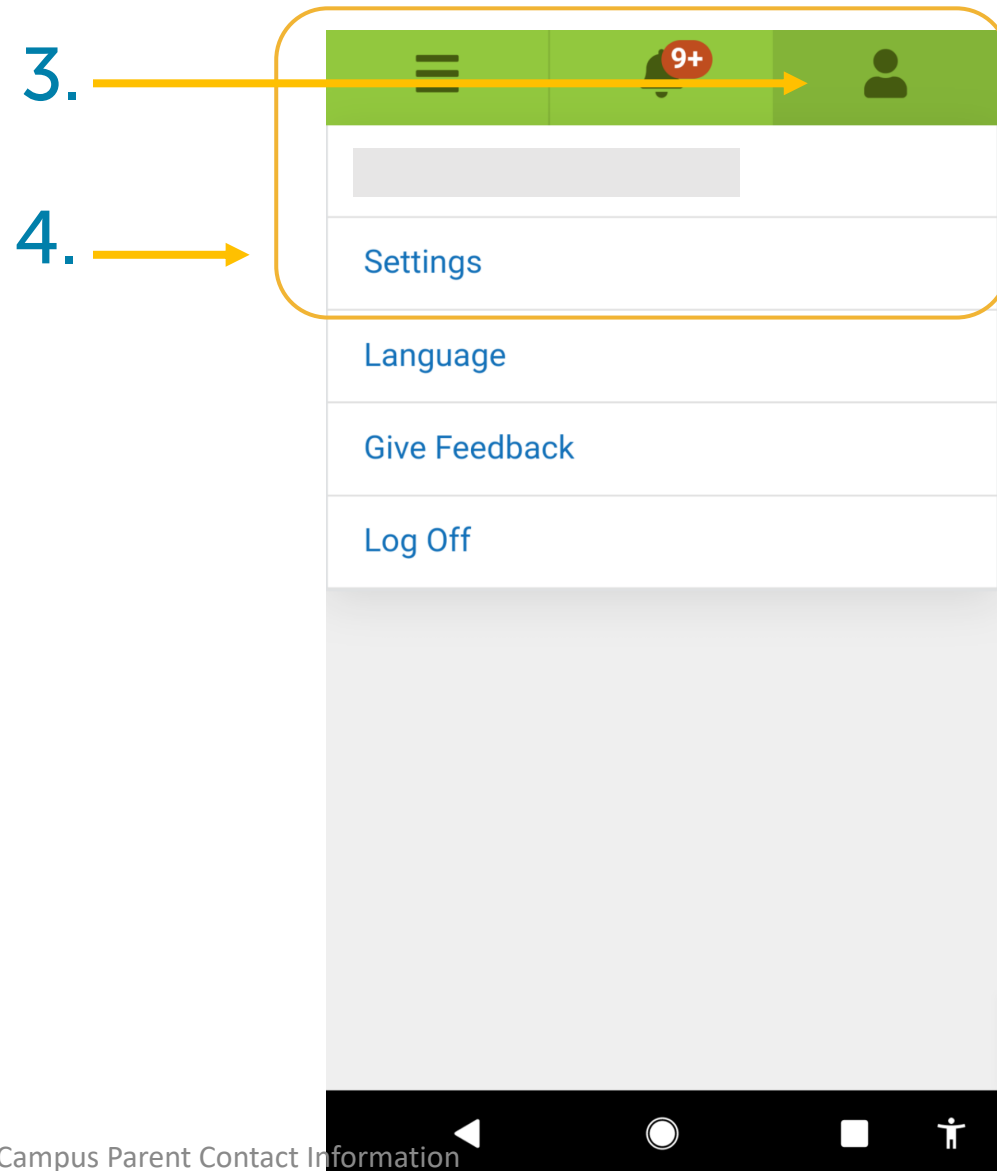 3.
9+
4.
Settings
Language
Give Feedback
Log Off
Campus Parent Contact Information